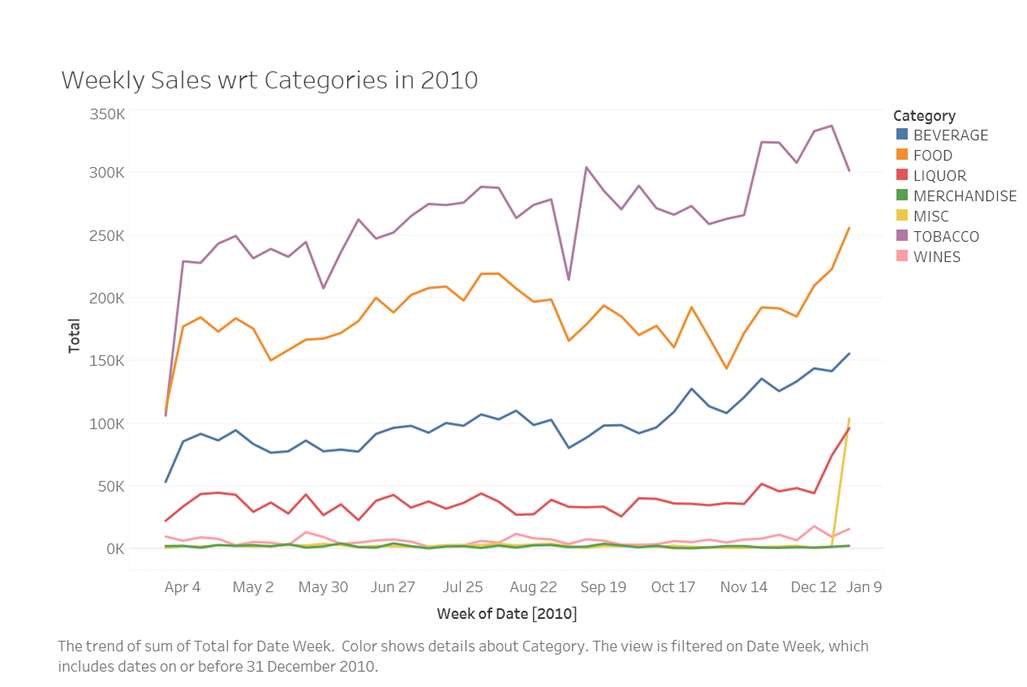 Weekly Sales wrt Categories in 2010
350K
300K
250K
200K
150K
100K
50K
0K
Total
Apr 4
May 2
May 30
Jun 27
Jul 25
Aug 22
Sep 19
Oct 17
Nov 14
Dec 12
Jan 9
Week of Date [2010]
Category
BEVERAGE
FOOD
LIQUOR
MERCHANDISE
MISC
TOBACCO
WINES
The trend of sum of Total for Date Week.  Color shows details about Category. The view is filtered on Date Week, which
includes dates on or before 31 December 2010.